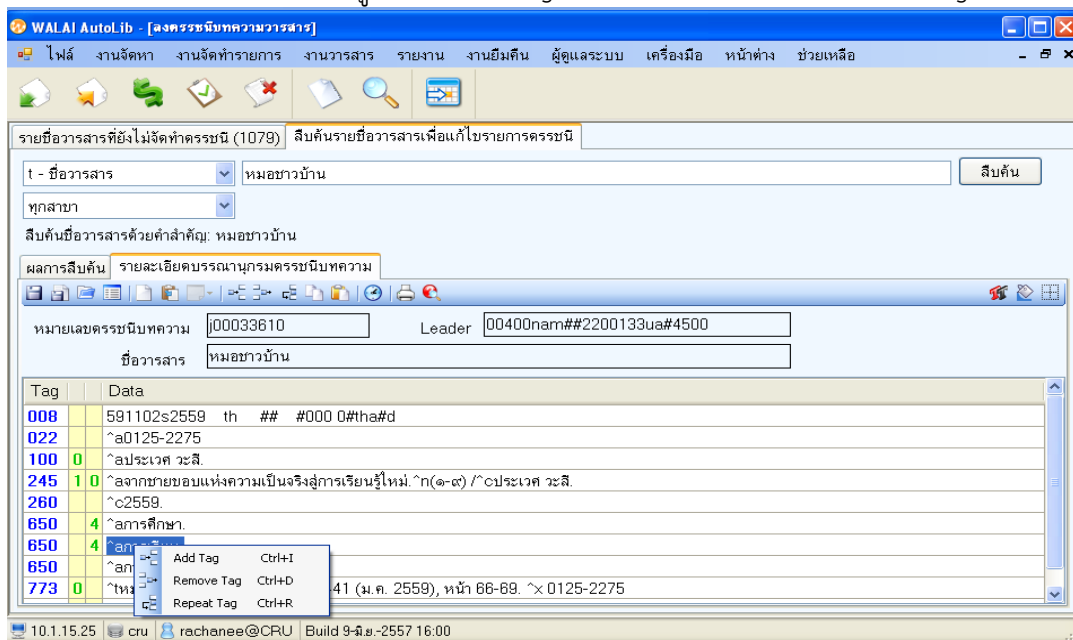 WALAI AutoLib - [ลงดรรชนีบทความวารสาร]
ไฟล์ งานจัดหา งานจัดทำรายการ งานวารสาร รายงาน งานยืมคืน ผู้ดูแลระบบ เครื่องมือ หน้าต่าง ช่วยเหลือ
รายชื่อวารสารที่ยังไม่จัดทำดรรชนี (1079) สืบค้นรายชื่อวารสารเพื่อแก้ไขรายการดรรชนี
t - ชื่อวารสาร หมอชาวบ้าน สืบค้น
ทุกสาขา
สืบค้นชื่อวารสารด้วยคำสำคัญ: หมอชาวบ้าน
ผลการสืบค้น รายละเอียดบรรณานุกรมดรรชนีบทความ
หมายเลขดรรชนีบทความ j00033610 Leader 00400nam##2200133ua#4500
ชื่อวารสาร หมอชาวบ้าน
Tag Data
008 591102s2559 th ## #000 0#tha#d
022 ^a0125-2275
100 0 ^aประเวศ วะสี.
245 1 0 ^aจากชายขอบแห่งความเป็นจริงสู่การเรียนรู้ใหม่.^n(๑-๙) /^cประเวศ วะสี.
260 ^c2559.
650 4 ^aการศึกษา.
650 4
650
773 0 41 (ม.ค. 2559), หน้า 66-69. ^x 0125-2275
Add Tag Ctrl+I
Remove Tag Ctrl+D
Repeat Tag Ctrl+R
10.1.15.25 cru rachanee@CRU Build 9-มิ.ย.-2557 16:00